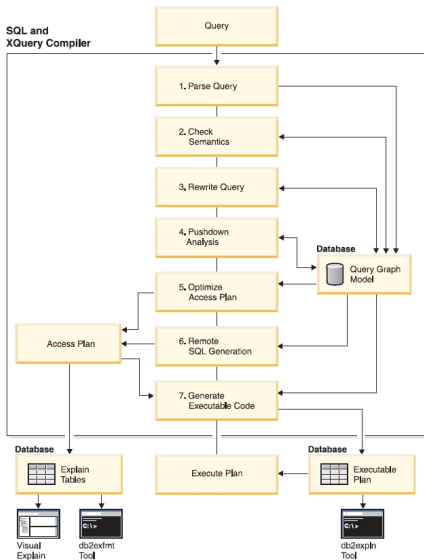 Query
SQL and
XQuery Compiler
1. Parse Query
2. Check
Semantics
3. Rewrite Query
4. Pushdown
Analysis
Database
Query Graph
Model
5. Optimize
Access Plan
Access Plan
6. Remote
SQL Generation
7. Generate
Executable Code
Database
Explain
Tables
Execute Plan
Database
Executable
Plan
C:\>
C:\>
Visual
Explain
db2exfmt
Tool
db2expln
Tool